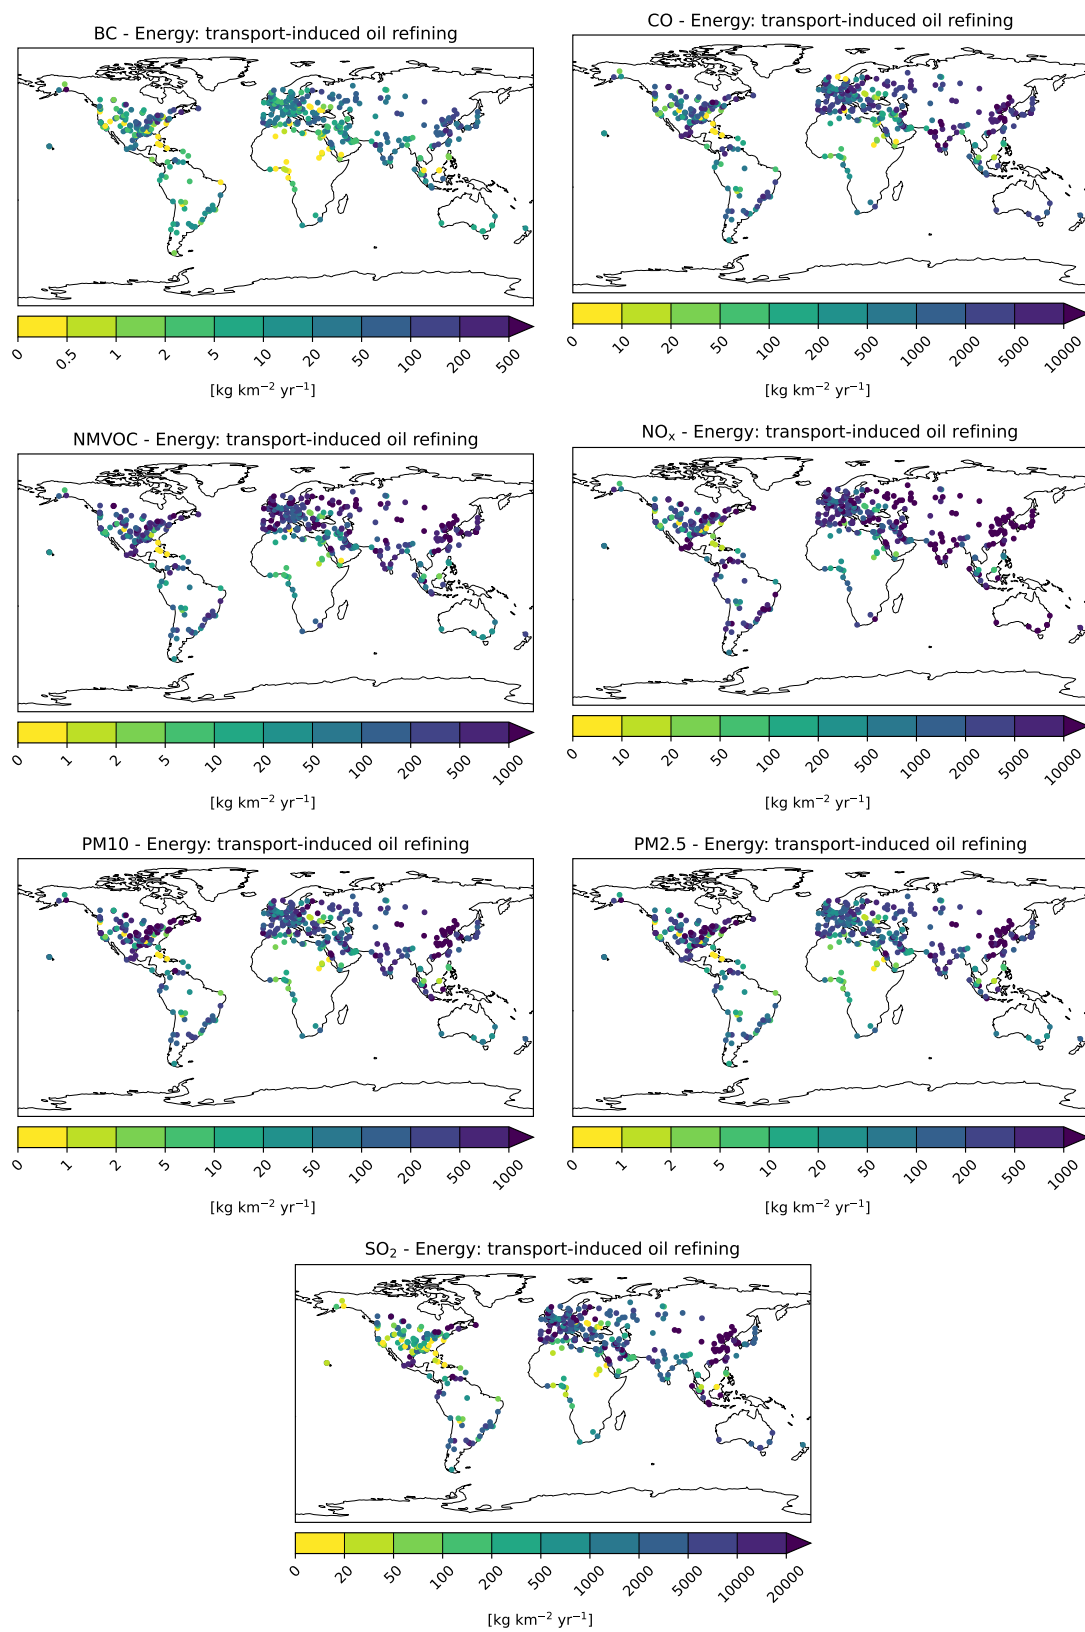 BC - Energy: transport-induced oil refining
0 0.5 1 2 5 10 20 50 100 200 500
[kg km⁻² yr⁻¹]
CO - Energy: transport-induced oil refining
0 10 20 50 100 200 500 1000 2000 5000 10000
[kg km⁻² yr⁻¹]
NMVOC - Energy: transport-induced oil refining
0 1 2 5 10 20 50 100 200 500 1000
[kg km⁻² yr⁻¹]
NOₓ - Energy: transport-induced oil refining
0 10 20 50 100 200 500 1000 2000 5000 10000
[kg km⁻² yr⁻¹]
PM10 - Energy: transport-induced oil refining
0 1 2 5 10 20 50 100 200 500 1000
[kg km⁻² yr⁻¹]
PM2.5 - Energy: transport-induced oil refining
0 1 2 5 10 20 50 100 200 500 1000
[kg km⁻² yr⁻¹]
SO₂ - Energy: transport-induced oil refining
0 20 50 100 200 500 1000 2000 5000 10000 20000
[kg km⁻² yr⁻¹]